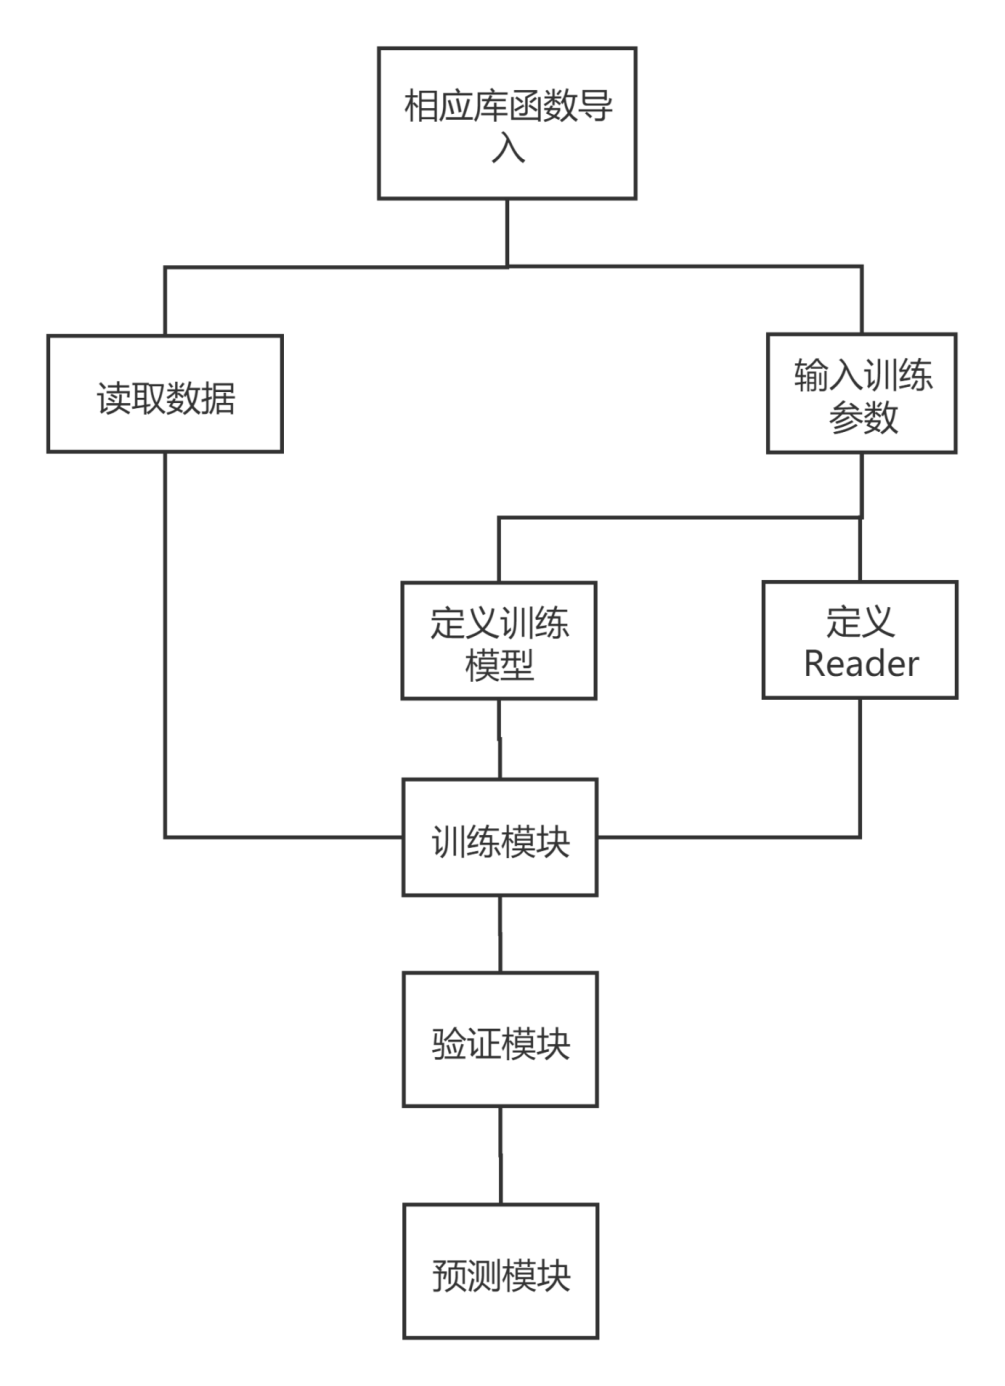 相应库函数导
入
读取数据
输入训练
参数
定义训练
模型
定义
Reader
训练模块
验证模块
预测模块